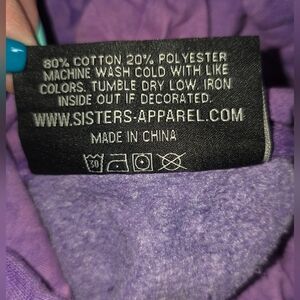 80% COTTON 20% POLYESTER
MACHINE WASH COLD WITH LIKE
COLORS. TUMBLE DRY LOW. IRON
INSIDE OUT IF DECORATED.
WWW.SISTERS-APPAREL.COM
MADE IN CHINA
30